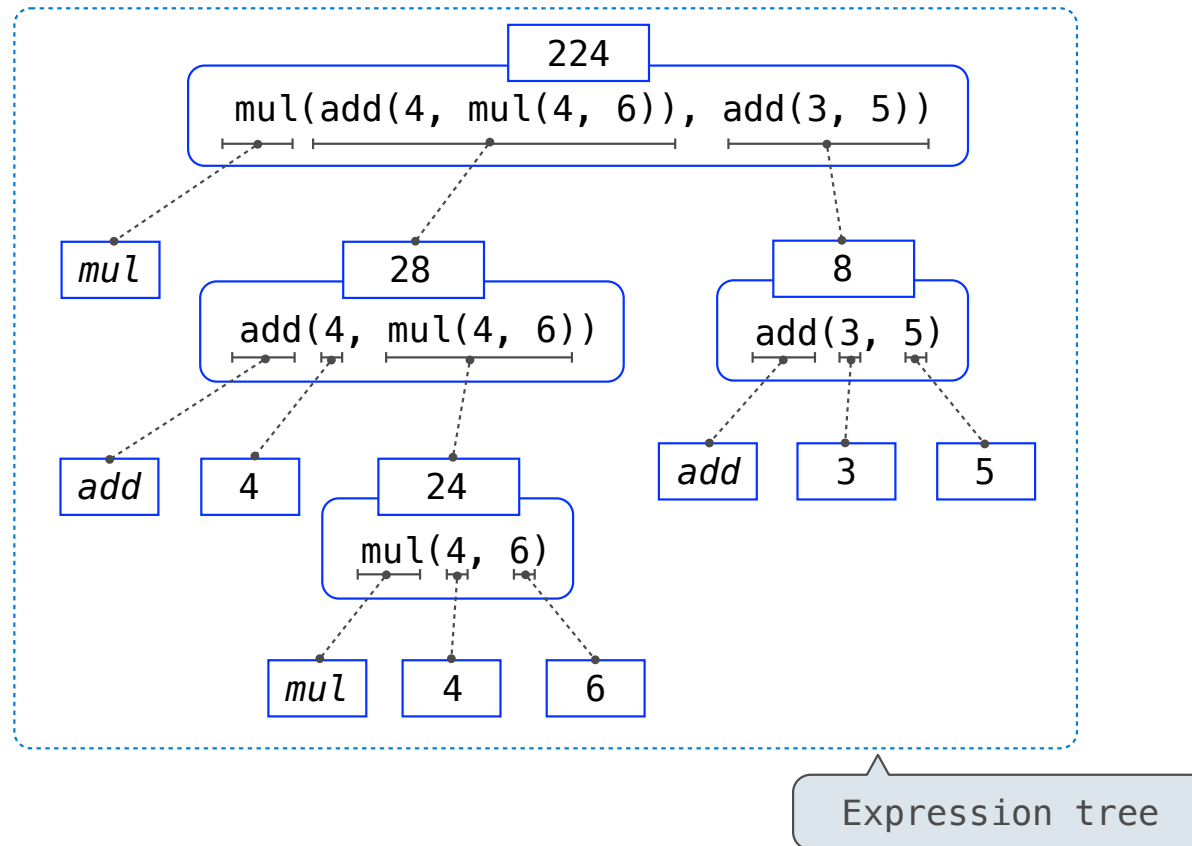 224
mul(add(4, mul(4, 6)), add(3, 5))
mul
28
8
add(4, mul(4, 6))
add(3, 5)
add
4
24
add
3
5
mul(4, 6)
mul
4
6
Expression tree